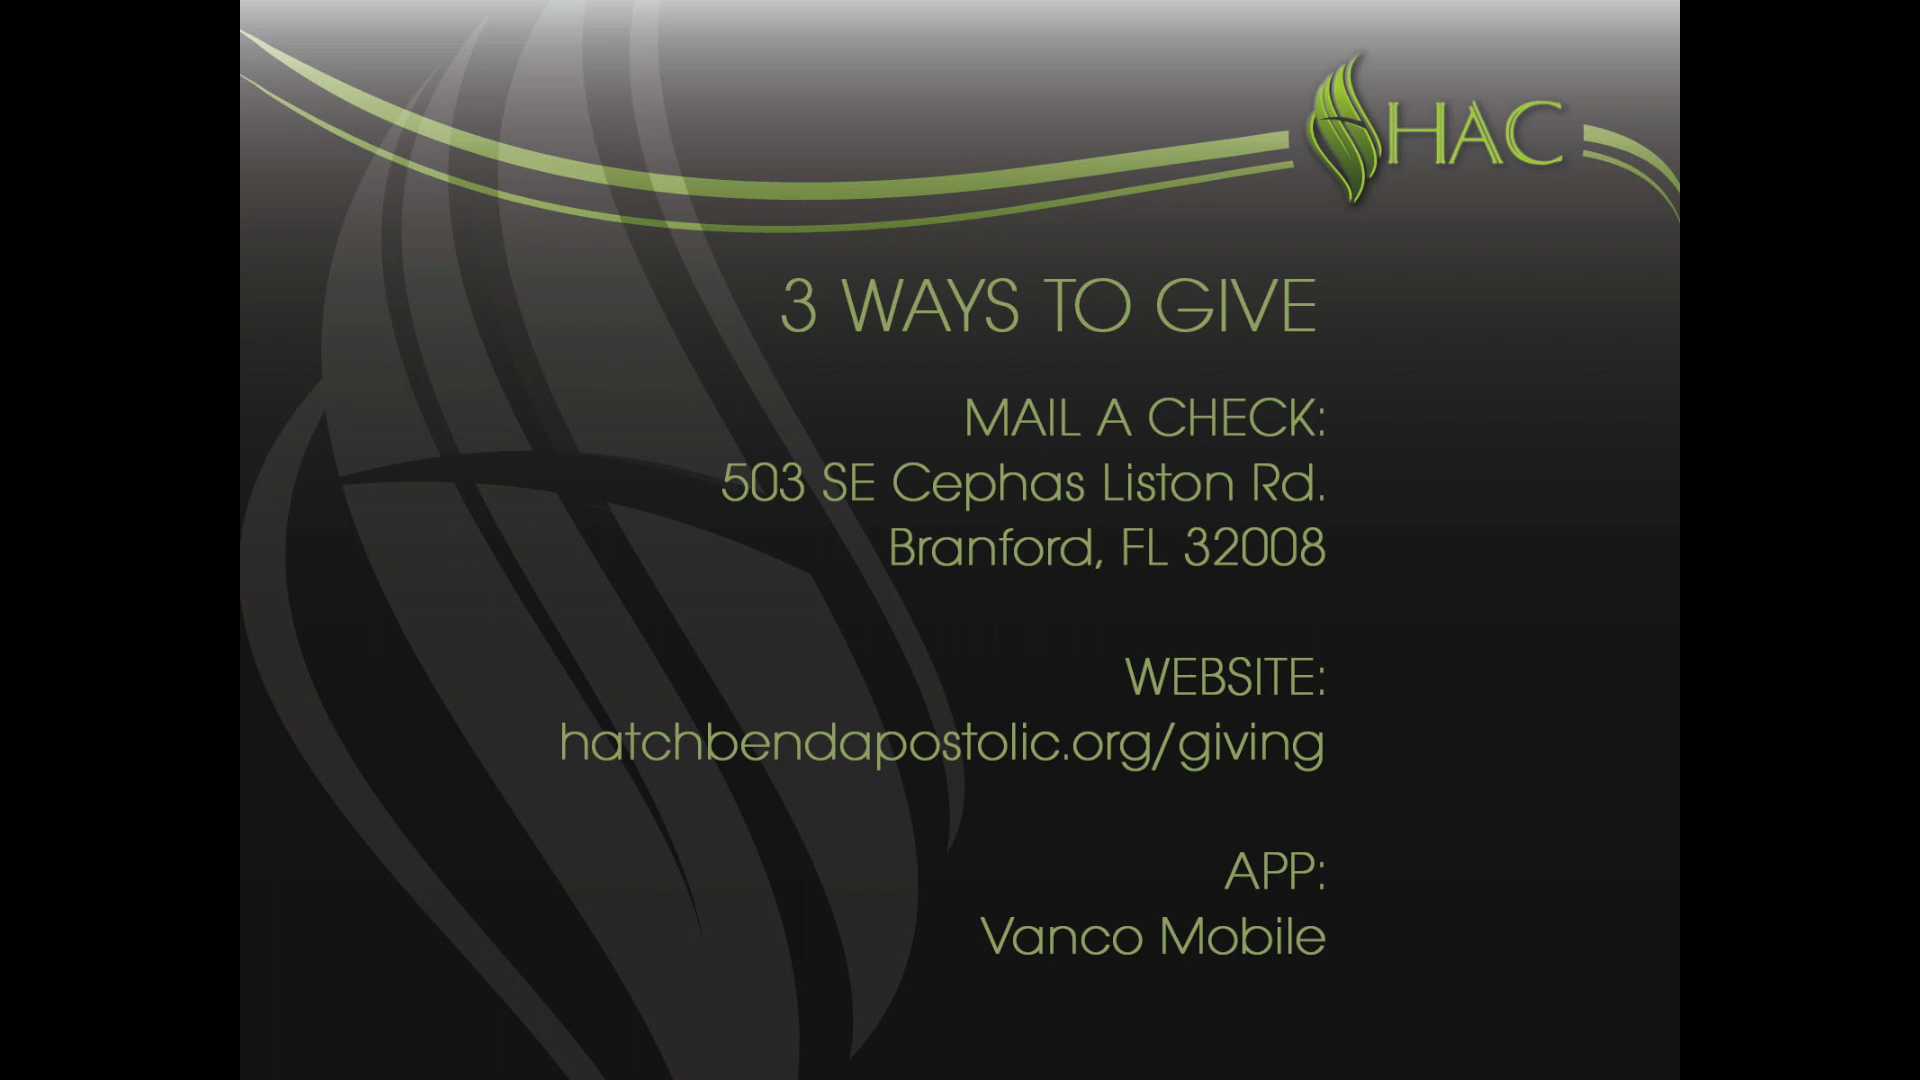 HAC
3 WAYS TO GIVE
MAIL A CHECK:
503 SE Cephas Liston Rd.
Branford, FL 32008
WEBSITE:
hatchbendapostolic.org/giving
APP:
Vanco Mobile